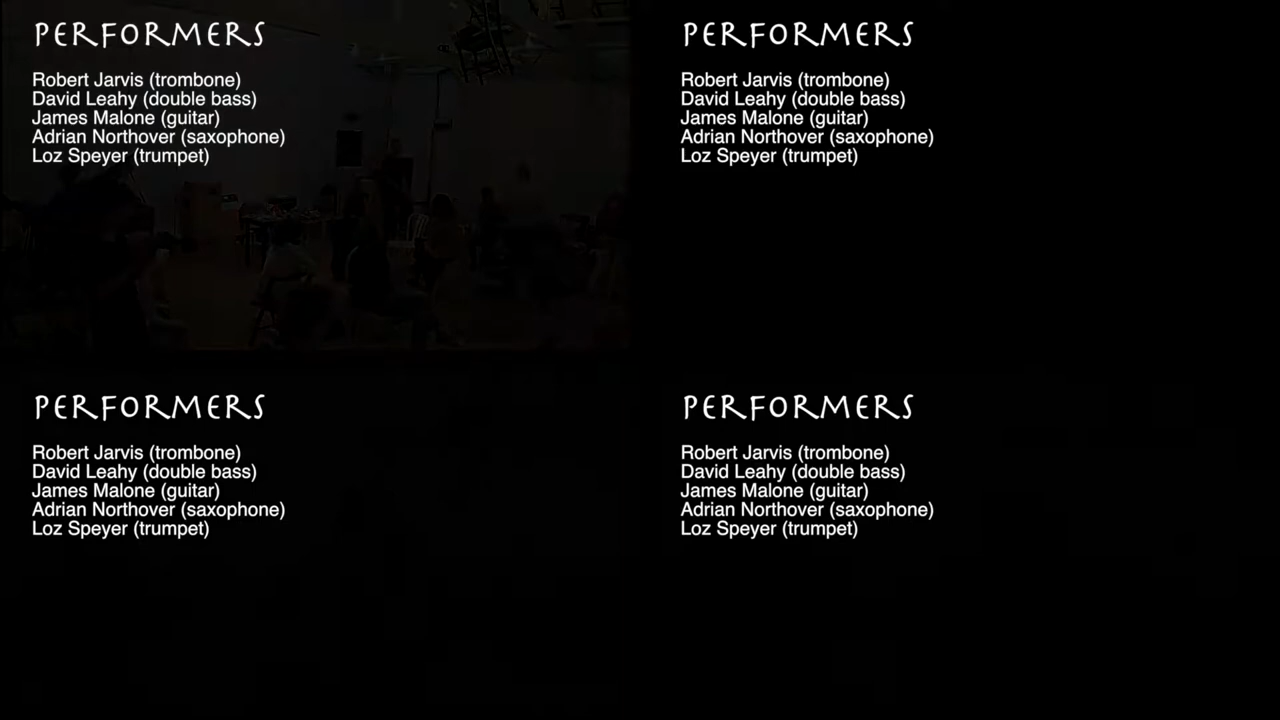 PERFORMERS
Robert Jarvis (trombone)
David Leahy (double bass)
James Malone (guitar)
Adrian Northover (saxophone)
Loz Speyer (trumpet)
PERFORMERS
Robert Jarvis (trombone)
David Leahy (double bass)
James Malone (guitar)
Adrian Northover (saxophone)
Loz Speyer (trumpet)
PERFORMERS
Robert Jarvis (trombone)
David Leahy (double bass)
James Malone (guitar)
Adrian Northover (saxophone)
Loz Speyer (trumpet)
PERFORMERS
Robert Jarvis (trombone)
David Leahy (double bass)
James Malone (guitar)
Adrian Northover (saxophone)
Loz Speyer (trumpet)